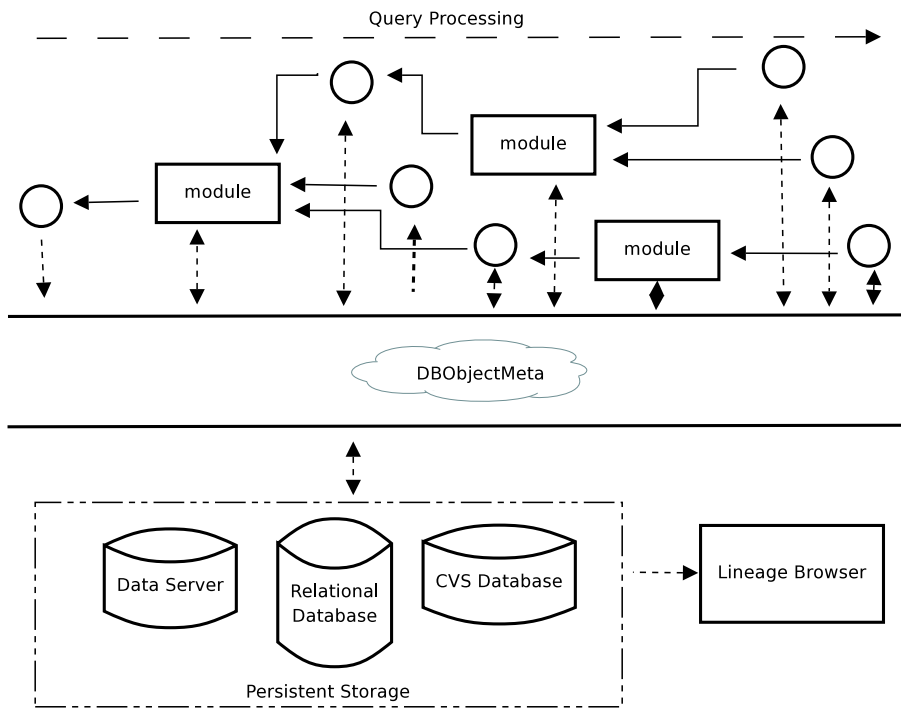 Query Processing
module
module
module
DBObjectMeta
Data Server
Relational
Database
CVS Database
Lineage Browser
Persistent Storage